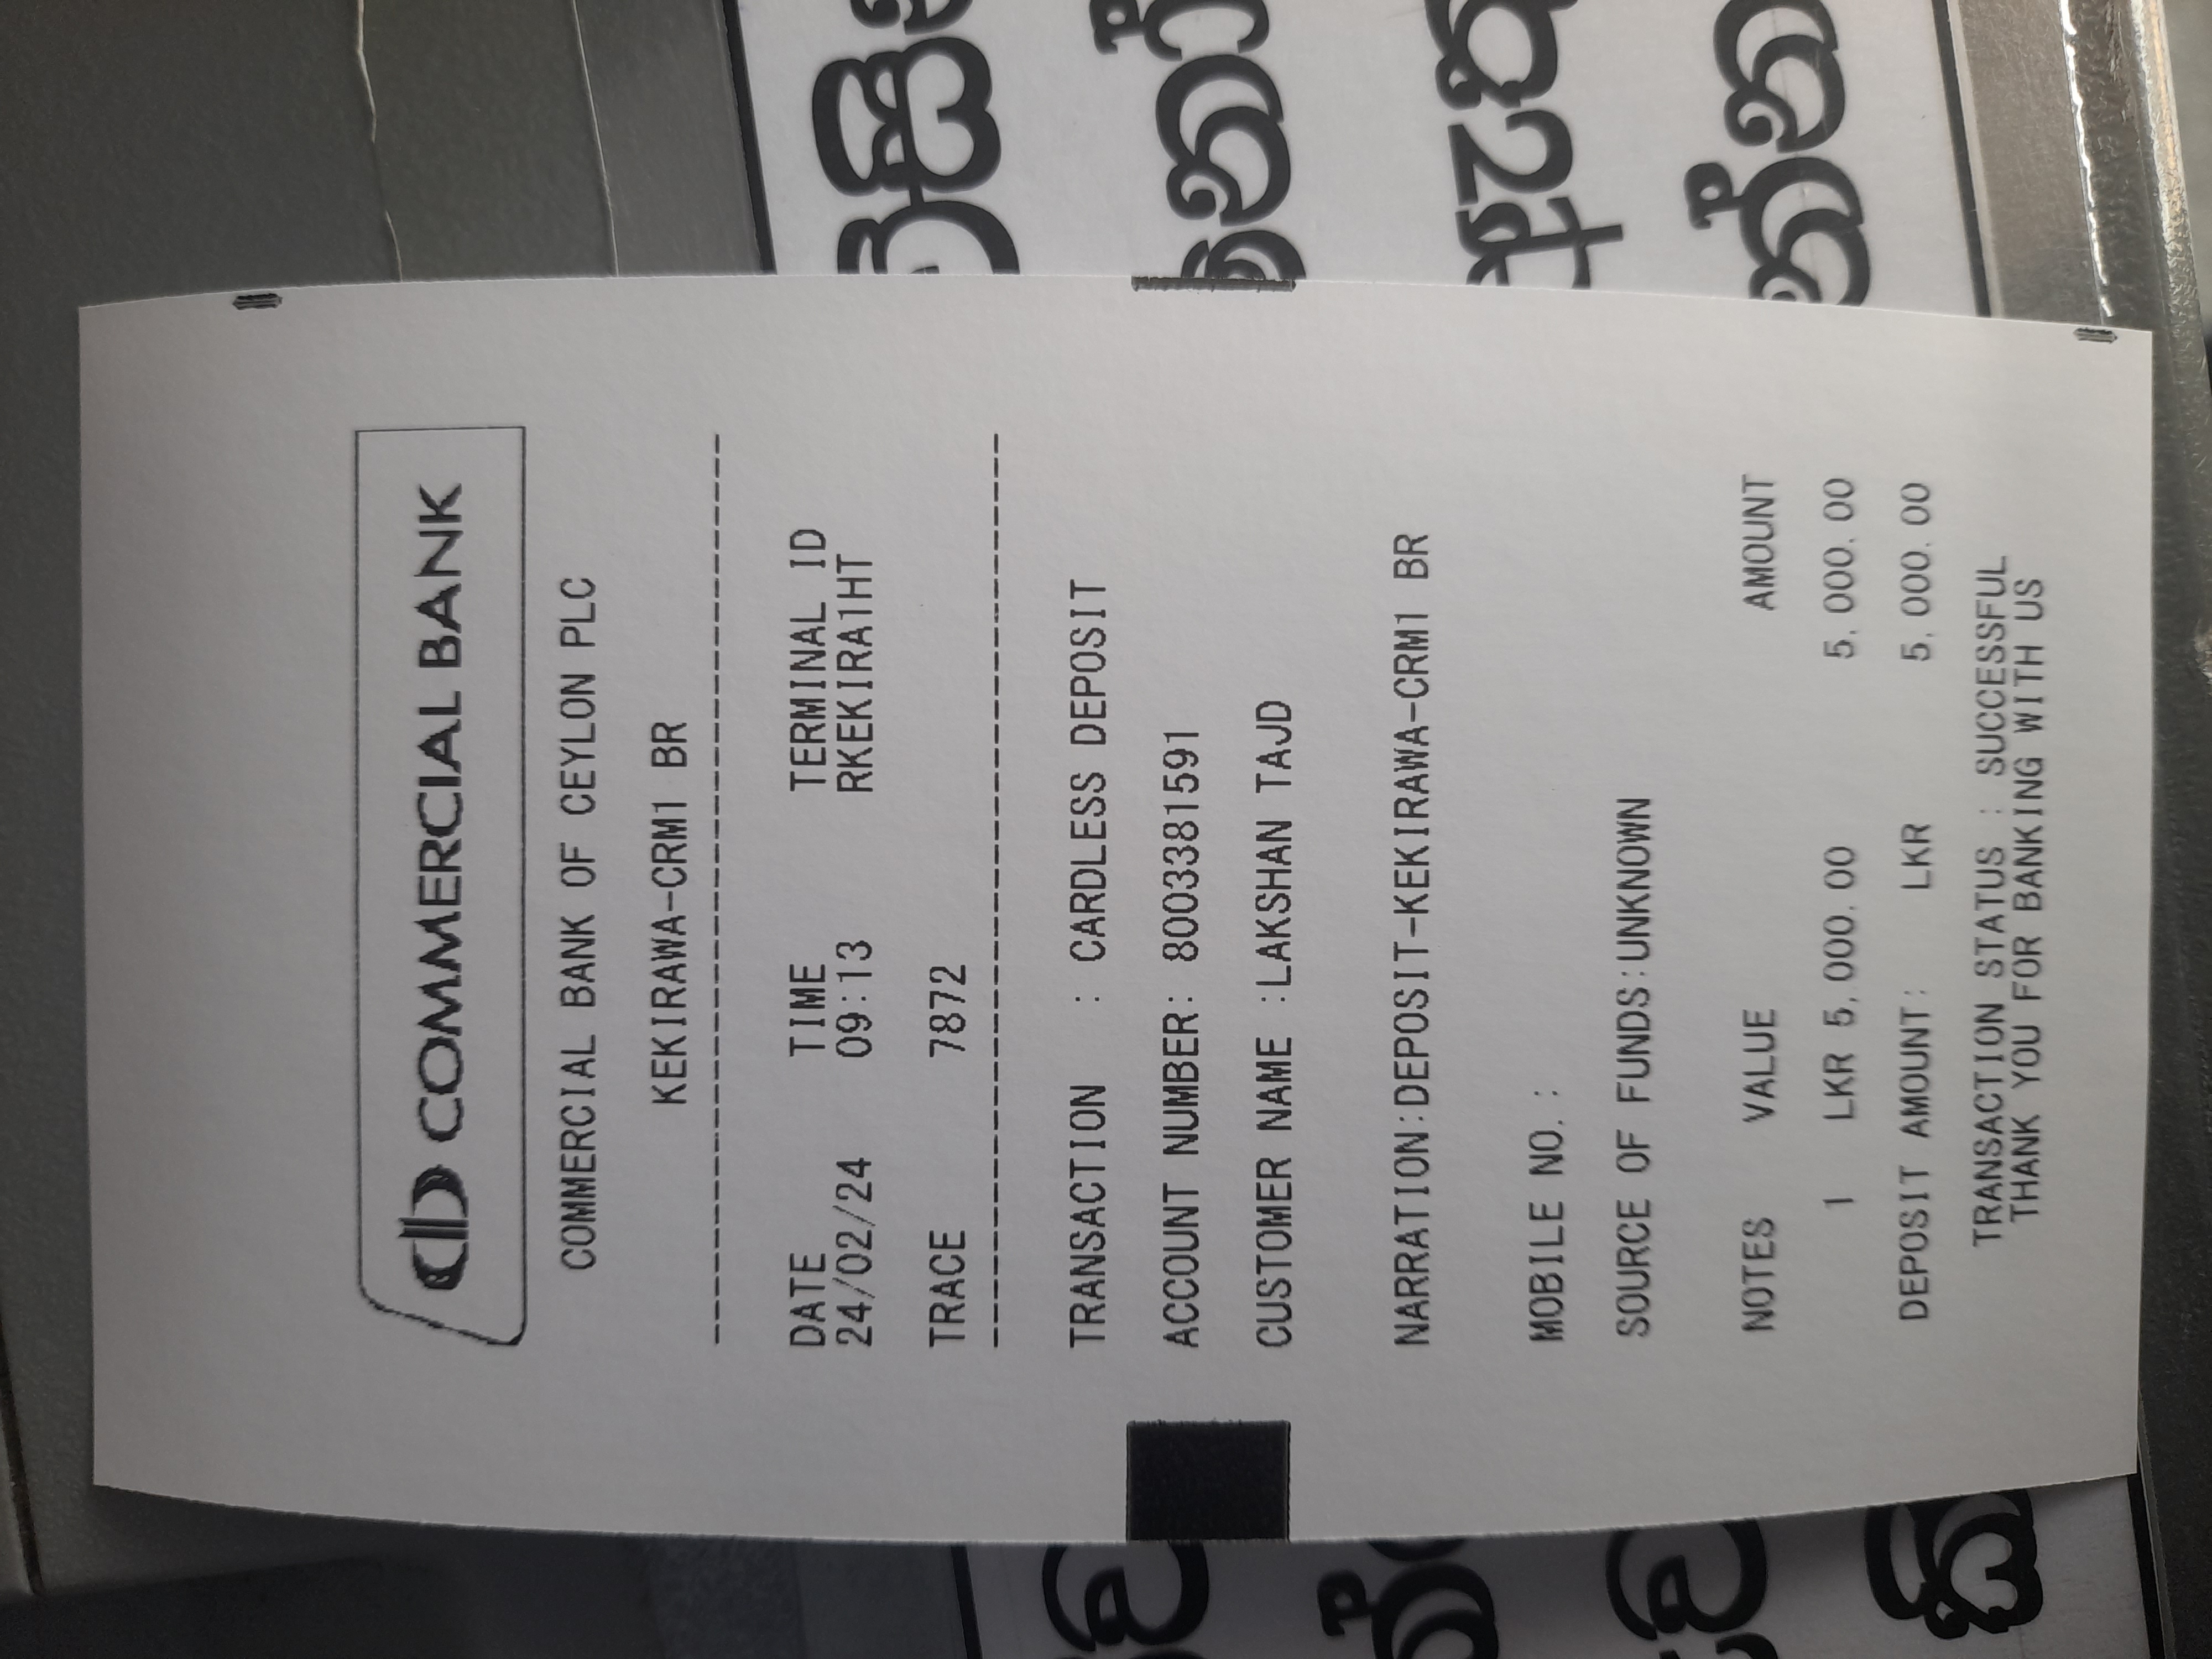 COMMERCIAL BANK
COMMERCIAL BANK OF CEYLON PLC
KEKIRAWA-CRM1 BR
DATE TIME TERMINAL ID
24/02/24 09:13 RKEKIRA1HT
TRACE 7872
TRANSACTION : CARDLESS DEPOSIT
ACCOUNT NUMBER: 8003381591
CUSTOMER NAME :LAKSHAN TAJD
NARRATION:DEPOSIT-KEKIRAWA-CRM1 BR
MOBILE NO. :
SOURCE OF FUNDS:UNKNOWN
NOTES VALUE AMOUNT
1 LKR 5,000.00 5,000.00
DEPOSIT AMOUNT: LKR 5,000.00
TRANSACTION STATUS : SUCCESSFUL
THANK YOU FOR BANKING WITH US